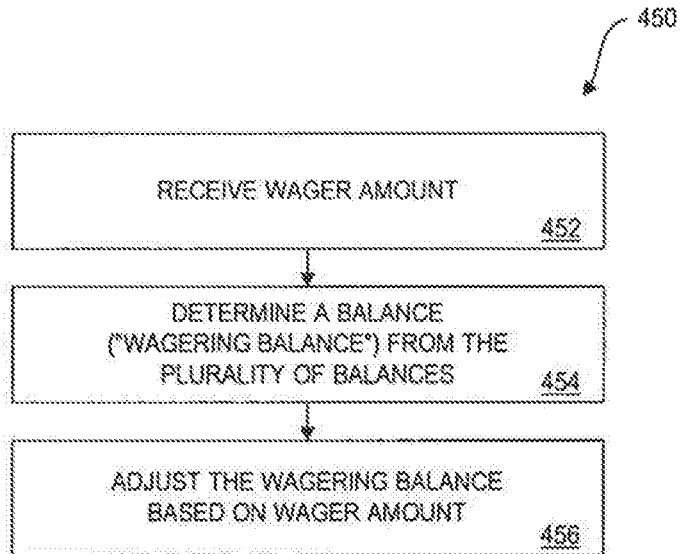 450
RECEIVE WAGER AMOUNT
452
DETERMINE A BALANCE
("WAGERING BALANCE") FROM THE
PLURALITY OF BALANCES
454
ADJUST THE WAGERING BALANCE
BASED ON WAGER AMOUNT
456